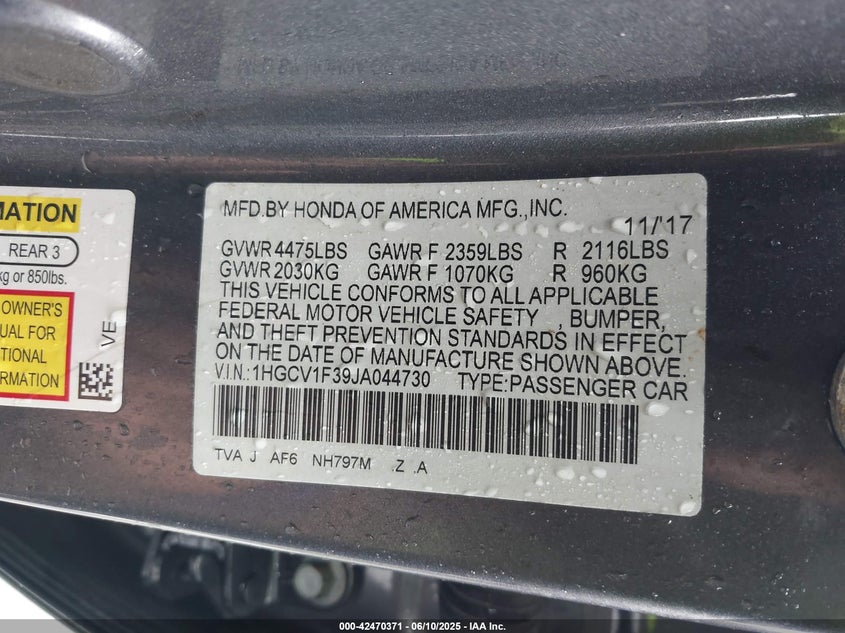 MATION
REAR 3
kg or 850lbs.
OWNER'S
UAL FOR
TIONAL
ORMATION
VE
MFD.BY HONDA OF AMERICA MFG.,INC.
11/'17
GVWR 4475LBS GAWR F 2359LBS R 2116LBS
GVWR 2030KG GAWR F 1070KG R 960KG
THIS VEHICLE CONFORMS TO ALL APPLICABLE
FEDERAL MOTOR VEHICLE SAFETY , BUMPER,
AND THEFT PREVENTION STANDARDS IN EFFECT
ON THE DATE OF MANUFACTURE SHOWN ABOVE.
V.I.N.:1HGCV1F39JA044730 TYPE:PASSENGER CAR
TVA J AF6 NH797M .Z .A
000-42470371 - 06/10/2025 - IAA Inc.